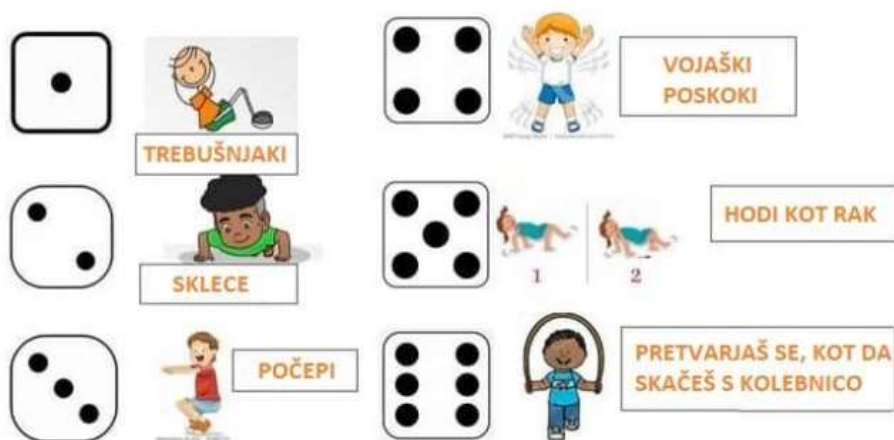 TREBUŠNJAKI
SKLECE
POČEPI
VOJAŠKI
POSKOKI
1
2
HODI KOT RAK
PRETVARJAŠ SE, KOT DA
SKAČEŠ S KOLEBNICO